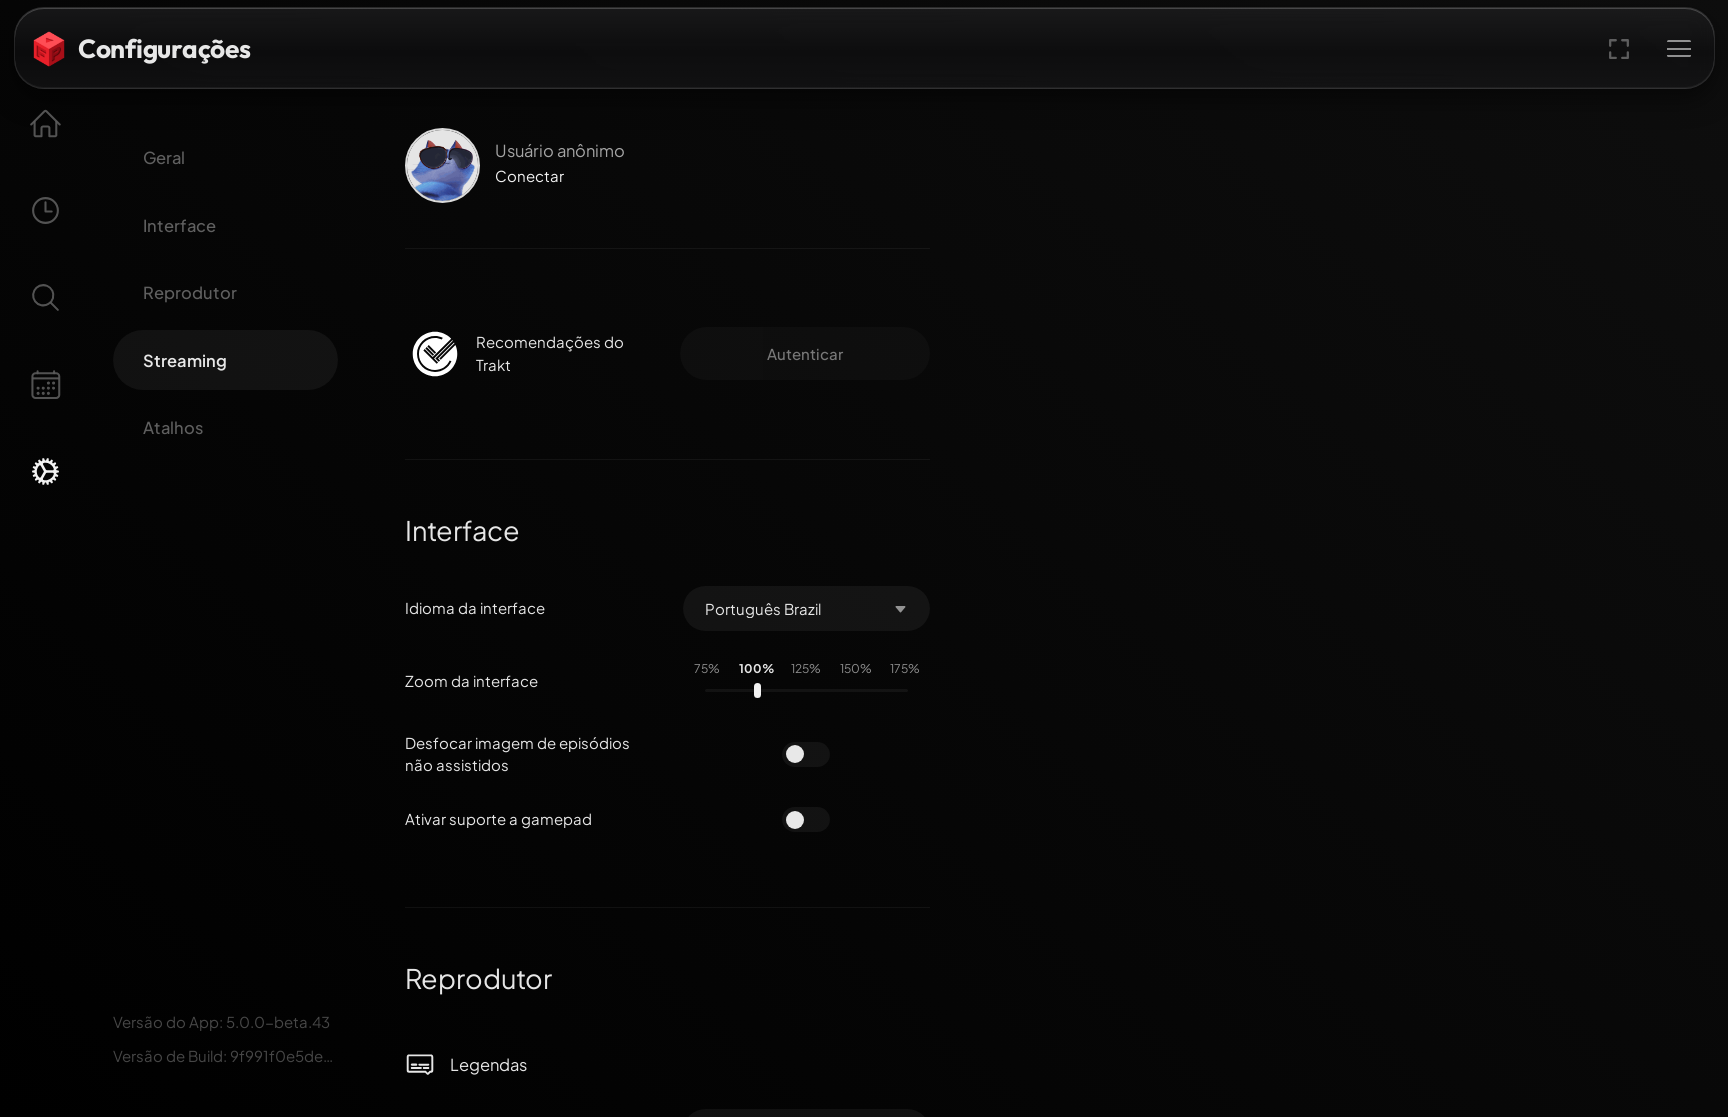 Configurações
Geral
Interface
Reprodutor
Streaming
Atalhos
Versão do App: 5.0.0-beta.43
Versão de Build: 9f991f0e5de...
Usuário anônimo
Conectar
Recomendações do
Trakt
Autenticar
Interface
Idioma da interface
Português Brazil
Zoom da interface
75% 100% 125% 150% 175%
Desfocar imagem de episódios
não assistidos
Ativar suporte a gamepad
Reprodutor
Legendas